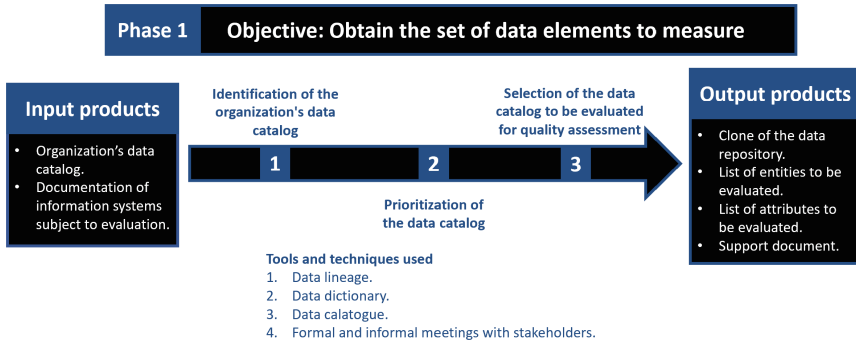 Phase 1
Objective: Obtain the set of data elements to measure
Input products
• Organization's data
catalog.
• Documentation of
information systems
subject to evaluation.
Identification of the
organization's data
catalog
1
2
Prioritization of
the data catalog
Selection of the data
catalog to be evaluated
for quality assessment
3
Output products
• Clone of the data
repository.
• List of entities to be
evaluated.
• List of attributes to
be evaluated.
• Support document.
Tools and techniques used
1. Data lineage.
2. Data dictionary.
3. Data calatogue.
4. Formal and informal meetings with stakeholders.